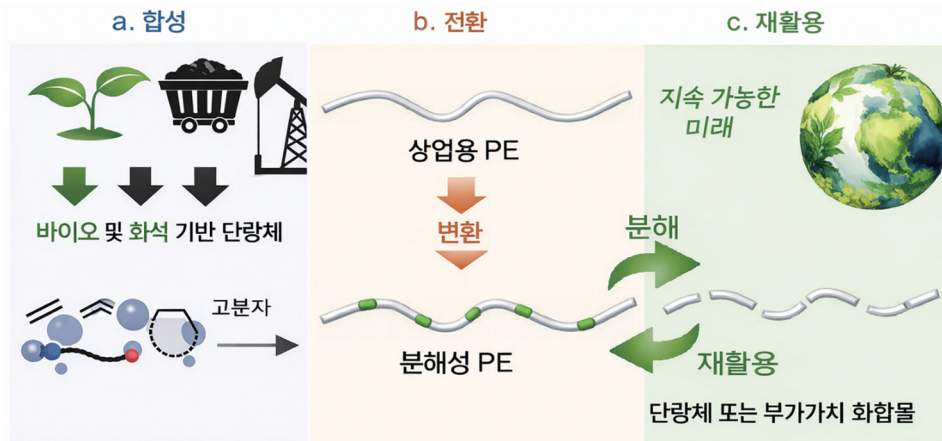 a. 합성
바이오 및 화석 기반 단량체
고분자
b. 전환
상업용 PE
변환
분해성 PE
c. 재활용
지속 가능한
미래
분해
재활용
단량체 또는 부가가치 화합물